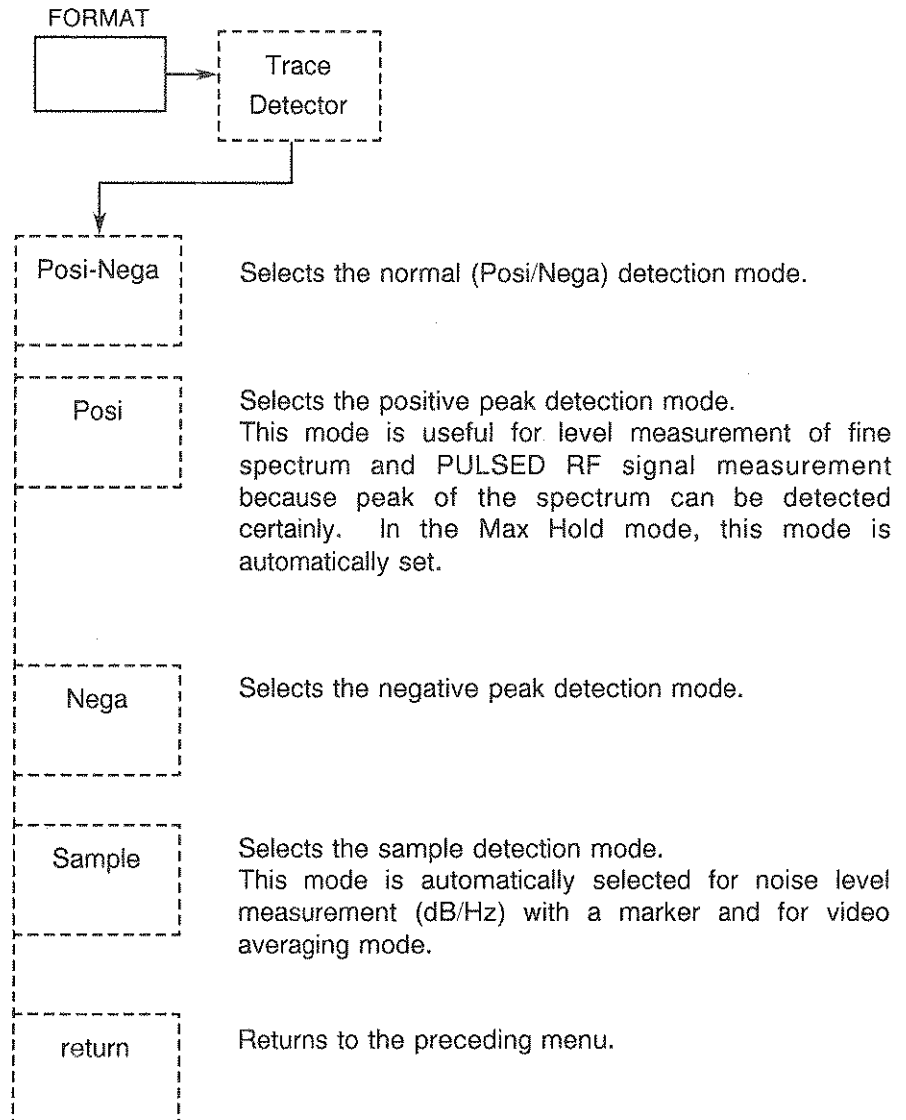 FORMAT
Trace
Detector
Posi-Nega
Selects the normal (Posi/Nega) detection mode.
Posi
Selects the positive peak detection mode.
This mode is useful for level measurement of fine
spectrum and PULSED RF signal measurement
because peak of the spectrum can be detected
certainly. In the Max Hold mode, this mode is
automatically set.
Nega
Selects the negative peak detection mode.
Sample
Selects the sample detection mode.
This mode is automatically selected for noise level
measurement (dB/Hz) with a marker and for video
averaging mode.
return
Returns to the preceding menu.